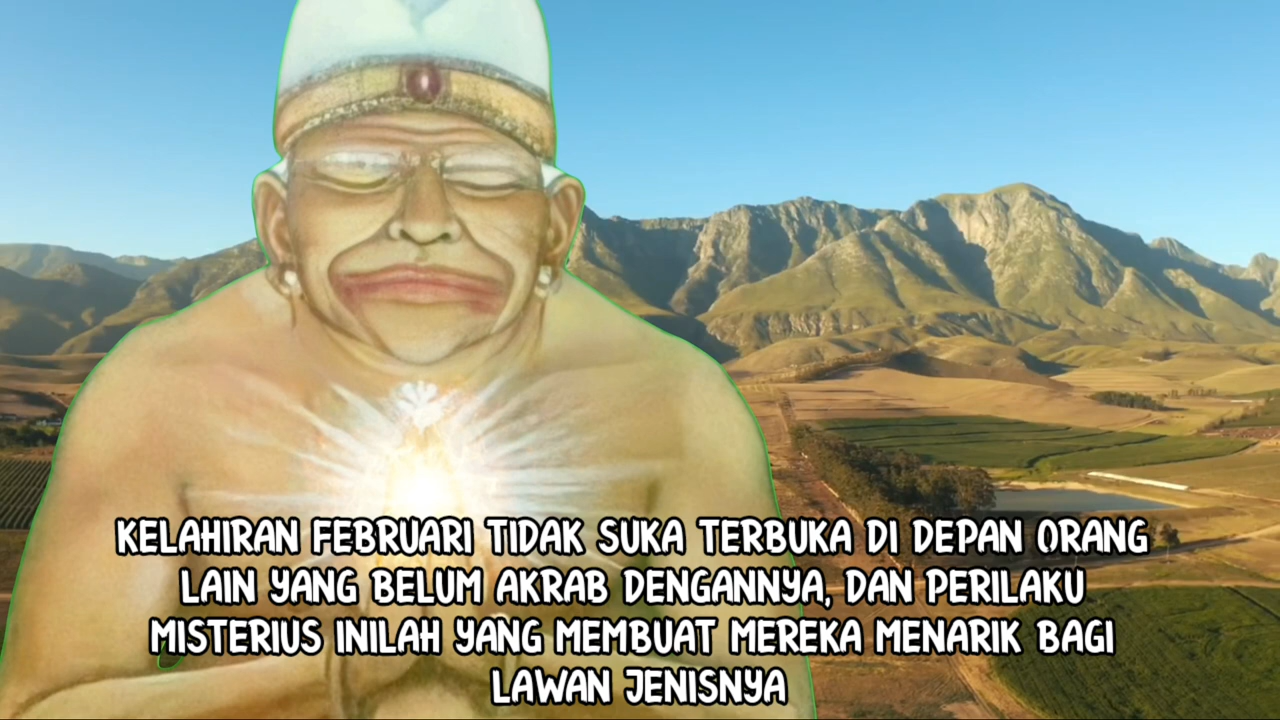 KELAHIRAN FEBRUARI TIDAK SUKA TERBUKA DI DEPAN ORANG
LAIN YANG BELUM AKRAB DENGANNYA, DAN PERILAKU
MISTERIUS INILAH YANG MEMBUAT MEREKA MENARIK BAGI
LAWAN JENISNYA